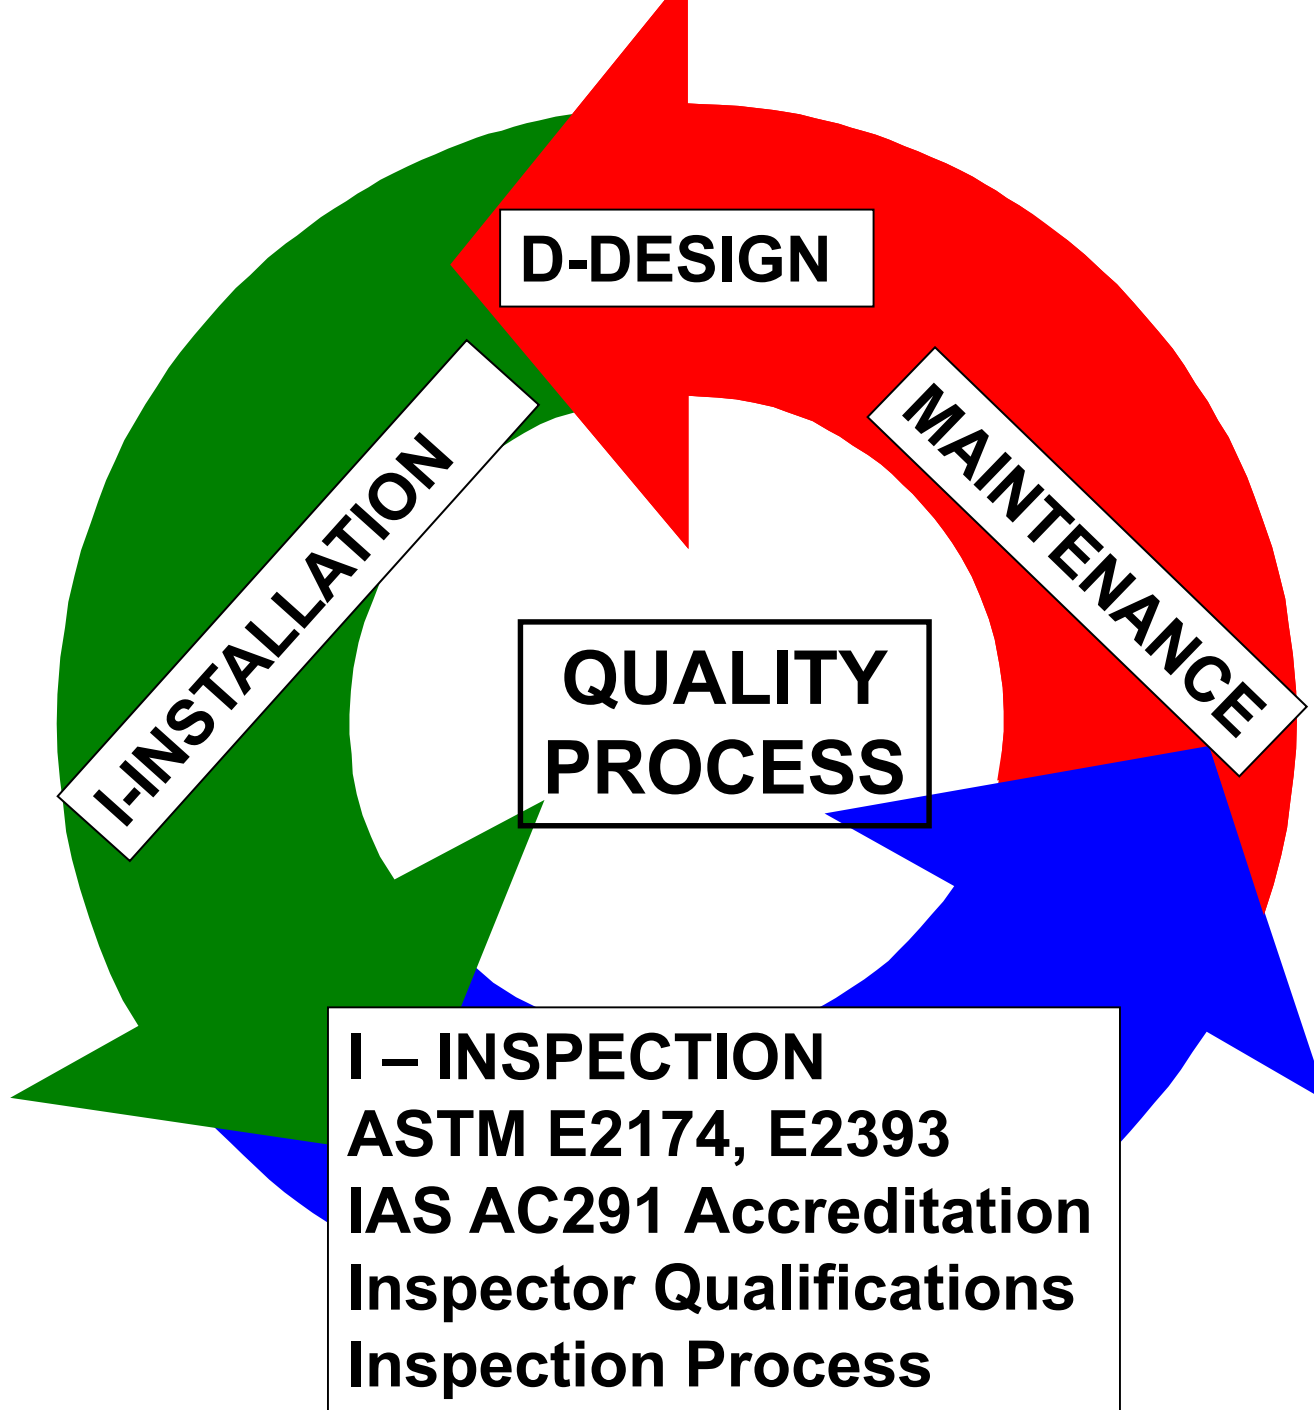 D-DESIGN
MAINTENANCE
I-INSTALLATION
QUALITY
PROCESS
I – INSPECTION
ASTM E2174, E2393
IAS AC291 Accreditation
Inspector Qualifications
Inspection Process